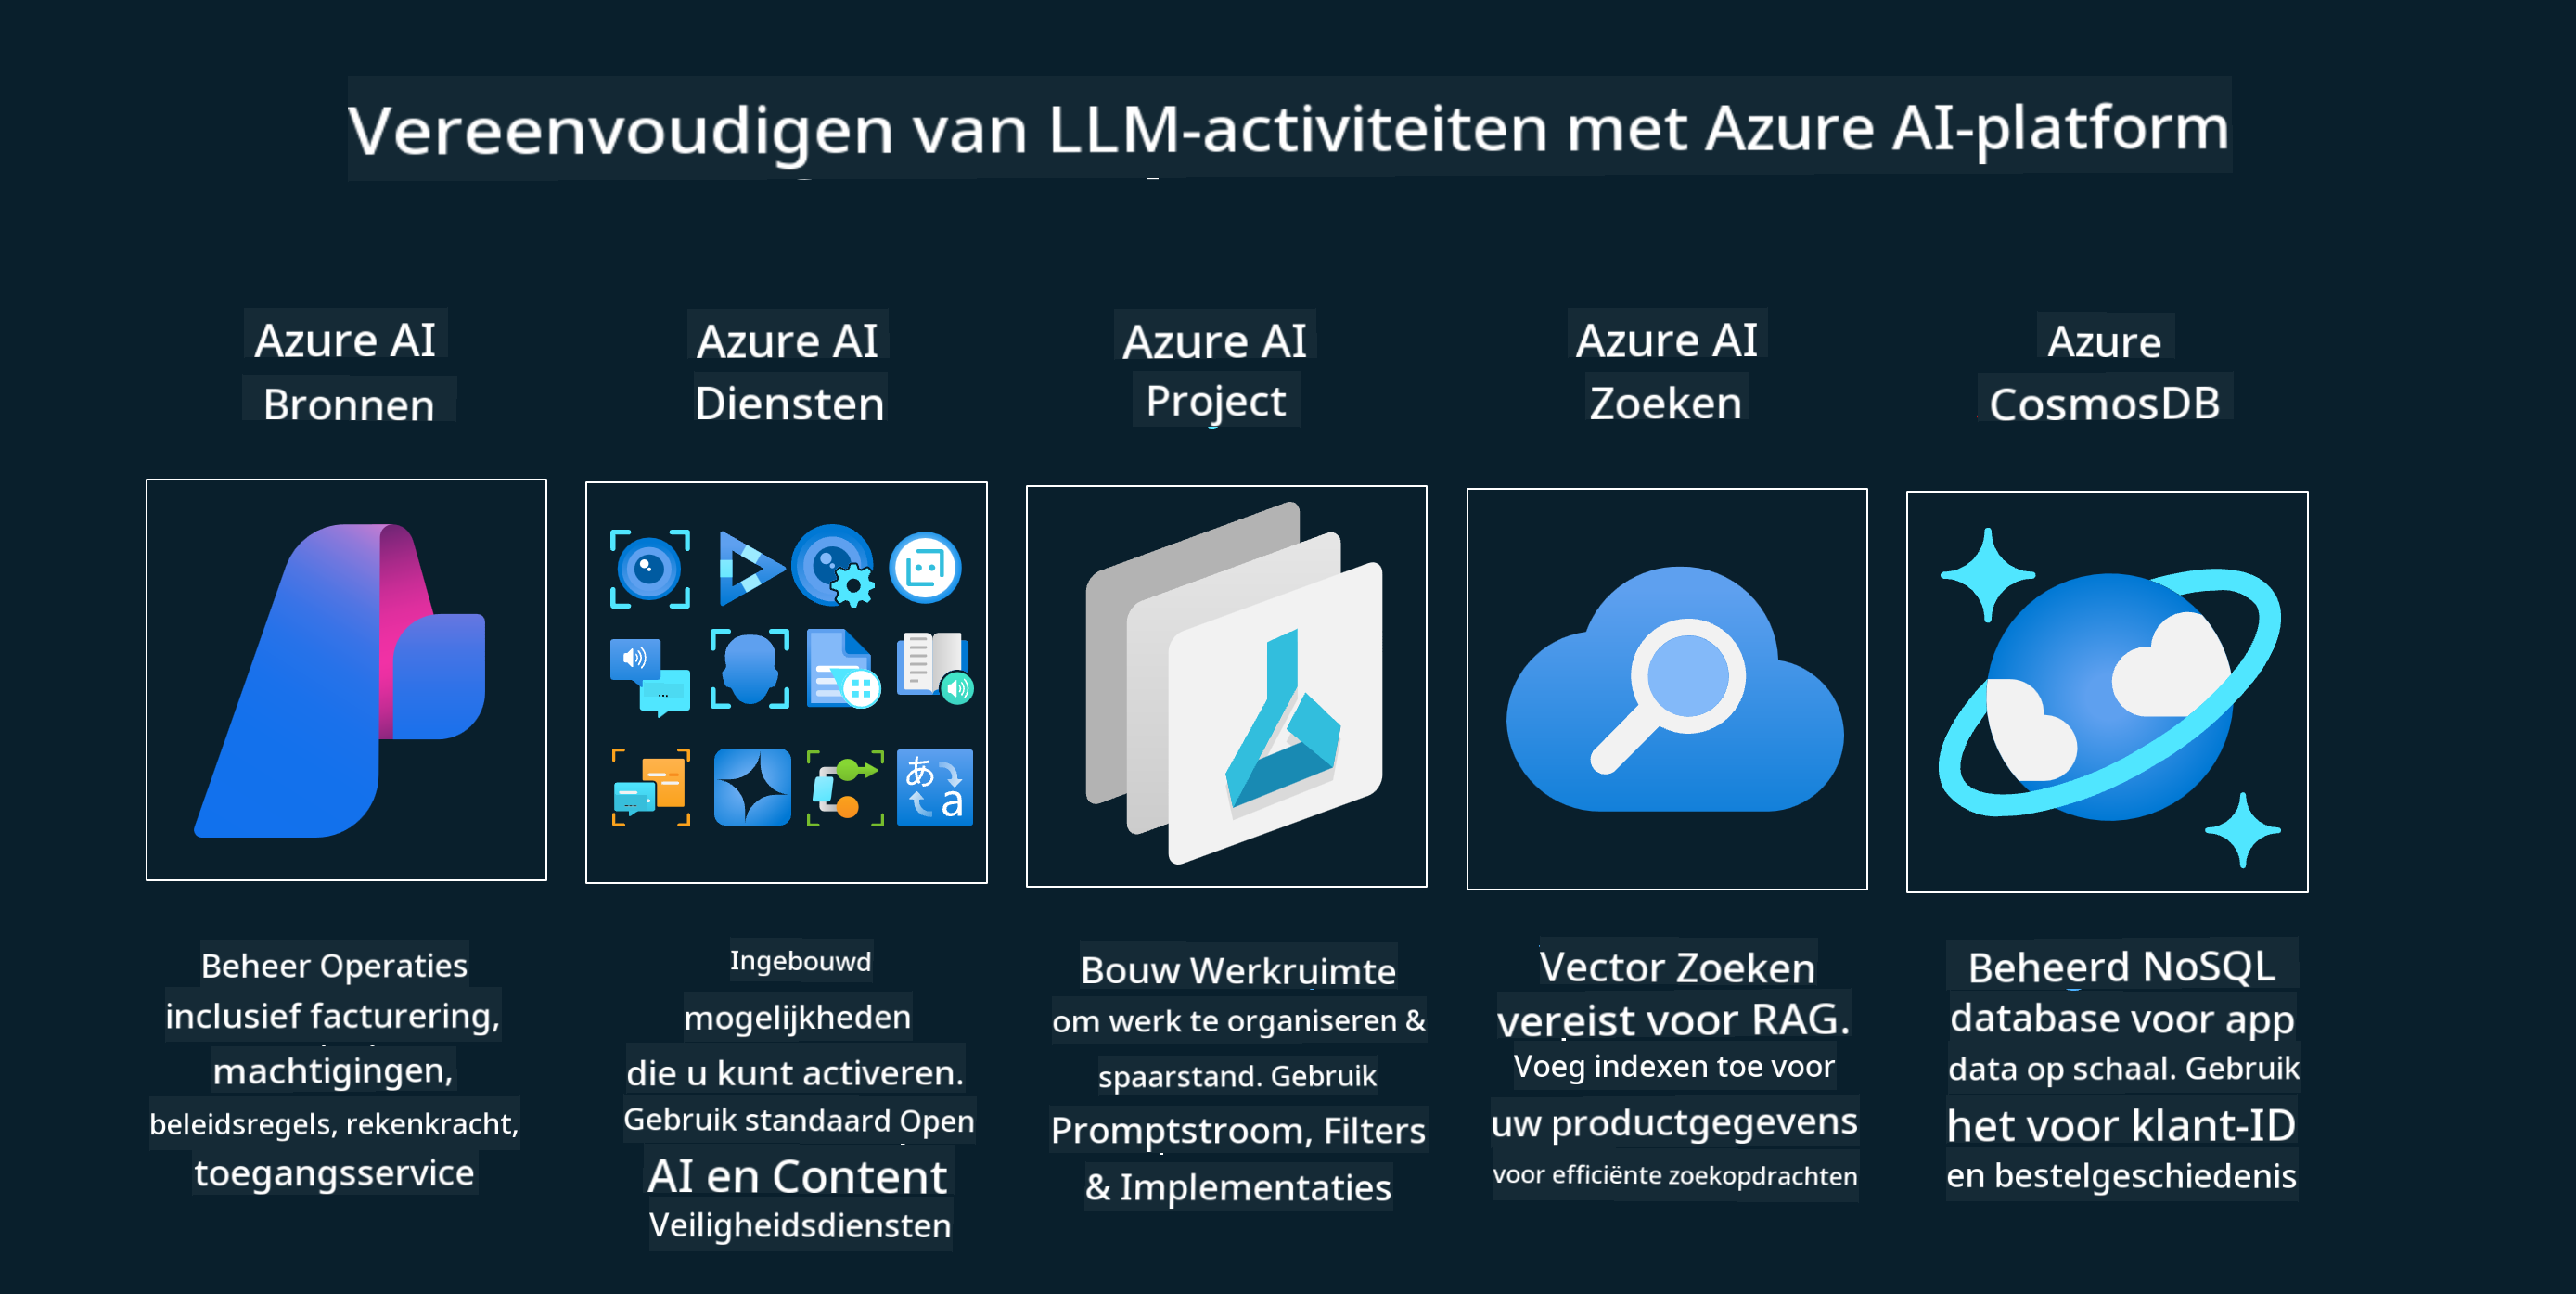 Vereenvoudigen van LLM-activiteiten met Azure AI-platform
Azure AI
Bronnen
Azure AI
Diensten
Azure AI
Project
Azure AI
Zoeken
Azure
CosmosDB
あ
a
Beheer Operaties
inclusief facturering,
machtigingen,
beleidsregels, rekenkracht,
toegangsservice
Ingebouwd
mogelijkheden
die u kunt activeren.
Gebruik standaard Open
AI en Content
Veiligheidsdiensten
Bouw Werkruimte
om werk te organiseren &
spaarstand. Gebruik
Promptstroom, Filters
& Implementaties
Vector Zoeken
vereist voor RAG.
Voeg indexen toe voor
uw productgegevens
voor efficiënte zoekopdrachten
Beheerd NoSQL
database voor app
data op schaal. Gebruik
het voor klant-ID
en bestelgeschiedenis